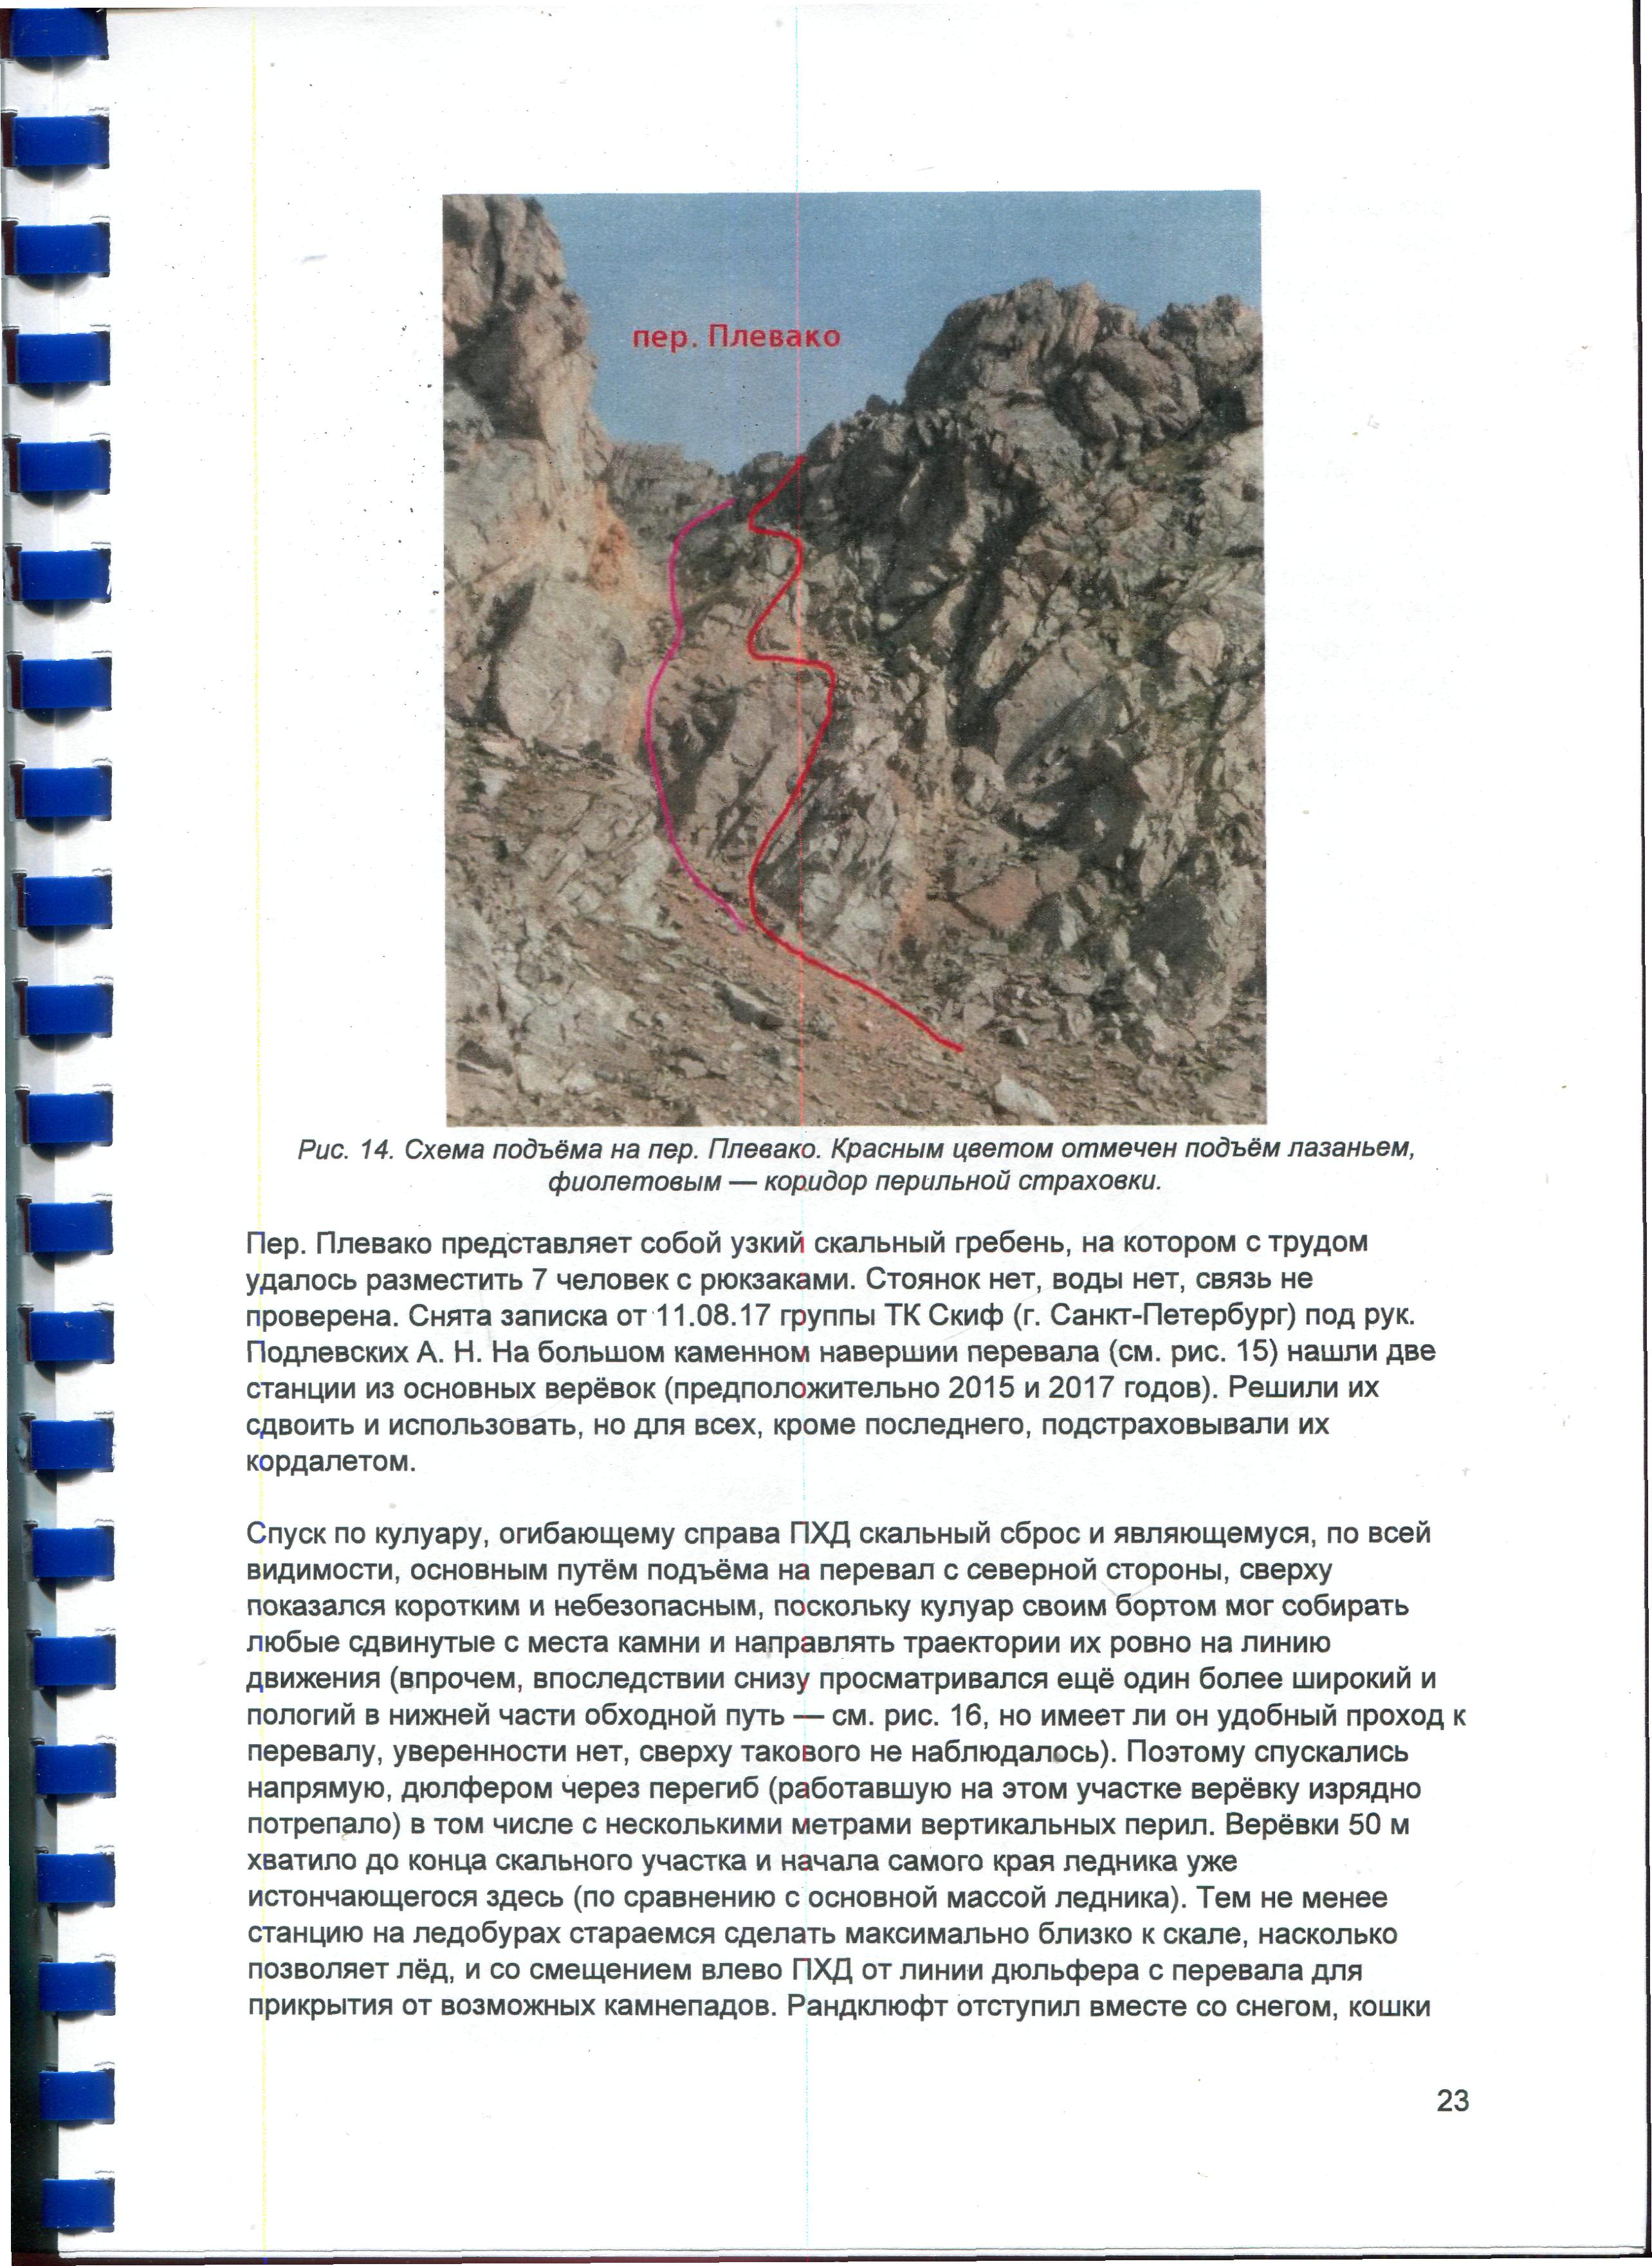 пер. Плевако
Рис. 14. Схема подъёма на пер. Плевако. Красным цветом отмечен подъём лазаньем,
фиолетовым — коридор перильной страховки.
Пер. Плевако представляет собой узкий скальный гребень, на котором с трудом
удалось разместить 7 человек с рюкзаками. Стоянок нет, воды нет, связь не
проверена. Снята записка от 11.08.17 группы ТК Скиф (г. Санкт-Петербург) под рук.
Подлевских А. Н. На большом каменном навершии перевала (см. рис. 15) нашли две
станции из основных верёвок (предположительно 2015 и 2017 годов). Решили их
сдвоить и использовать, но для всех, кроме последнего, подстраховывали их
кордалетом.
Спуск по кулуару, огибающему справа ПХД скальный сброс и являющемуся, по всей
видимости, основным путём подъёма на перевал с северной стороны, сверху
показался коротким и небезопасным, поскольку кулуар своим бортом мог собирать
любые сдвинутые с места камни и направлять траектории их ровно на линию
движения (впрочем, впоследствии снизу просматривался ещё один более широкий и
пологий в нижней части обходной путь — см. рис. 16, но имеет ли он удобный проход к
перевалу, уверенности нет, сверху такового не наблюдалось). Поэтому спускались
напрямую, дюлфером через перегиб (работавшую на этом участке верёвку изрядно
потрепало) в том числе с несколькими метрами вертикальных перил. Верёвки 50 м
хватило до конца скального участка и начала самого края ледника уже
истончающегося здесь (по сравнению с основной массой ледника). Тем не менее
станцию на ледобурах стараемся сделать максимально близко к скале, насколько
позволяет лёд, и со смещением влево ПХД от линии дюльфера с перевала для
прикрытия от возможных камнепадов. Рандклюфт отступил вместе со снегом, кошки
23